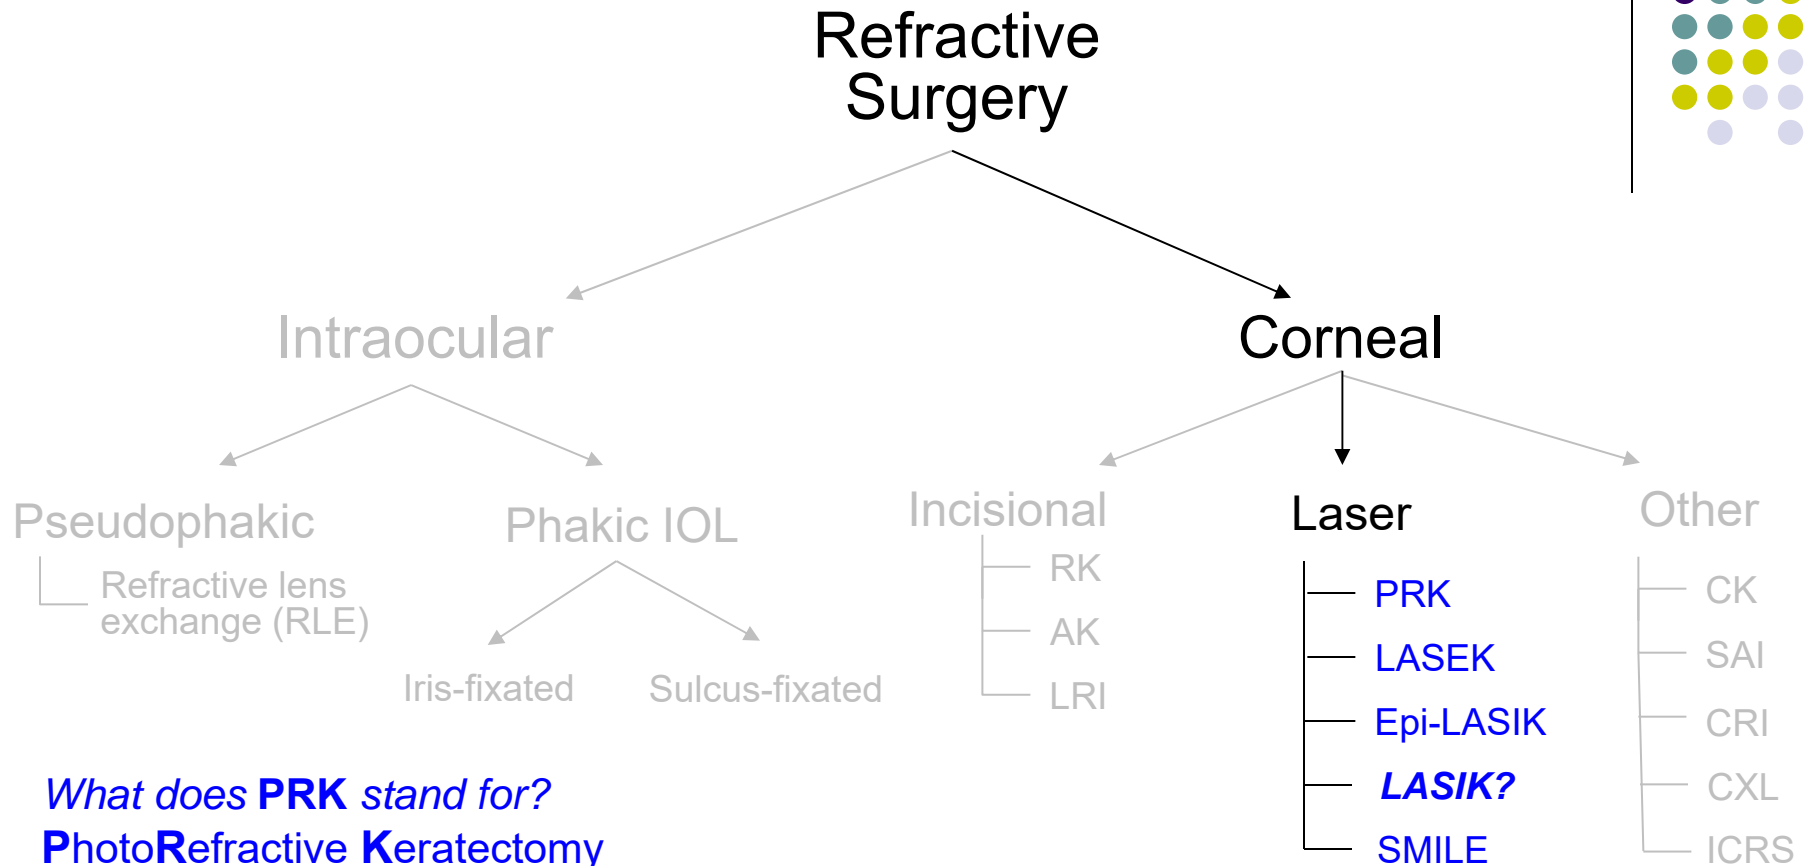 Refractive
Surgery
Intraocular
Corneal
Pseudophakic
Refractive lens
exchange (RLE)
Phakic IOL
Iris-fixated
Sulcus-fixated
Incisional
RK
AK
LRI
Laser
PRK
LASEK
Epi-LASIK
LASIK?
SMILE
Other
CK
SAI
CRI
CXL
ICRS
What does PRK stand for?
PhotoRefractive Keratectomy